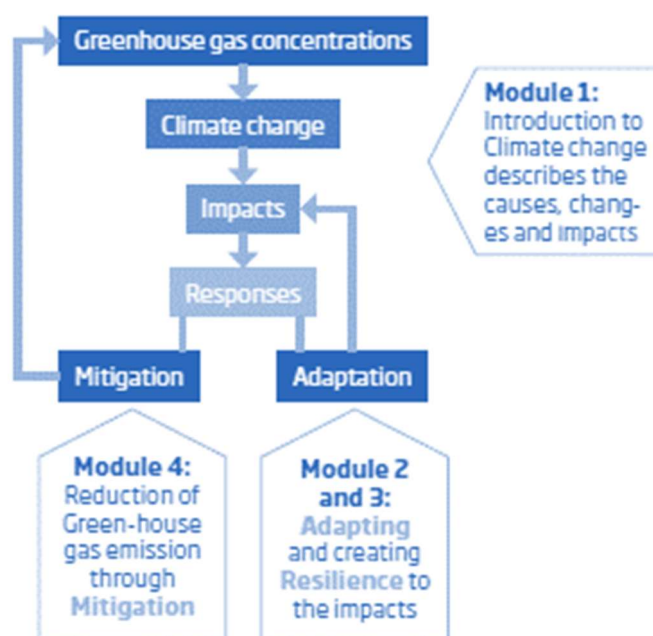 Greenhouse gas concentrations
Climate change
Impacts
Responses
Mitigation
Adaptation
Module 1:
Introduction to
Climate change
describes the
causes, chang-
es and impacts
Module 4:
Reduction of
Green-house
gas emission
through
Mitigation
Module 2
and 3:
Adapting
and creating
Resilience to
the impacts